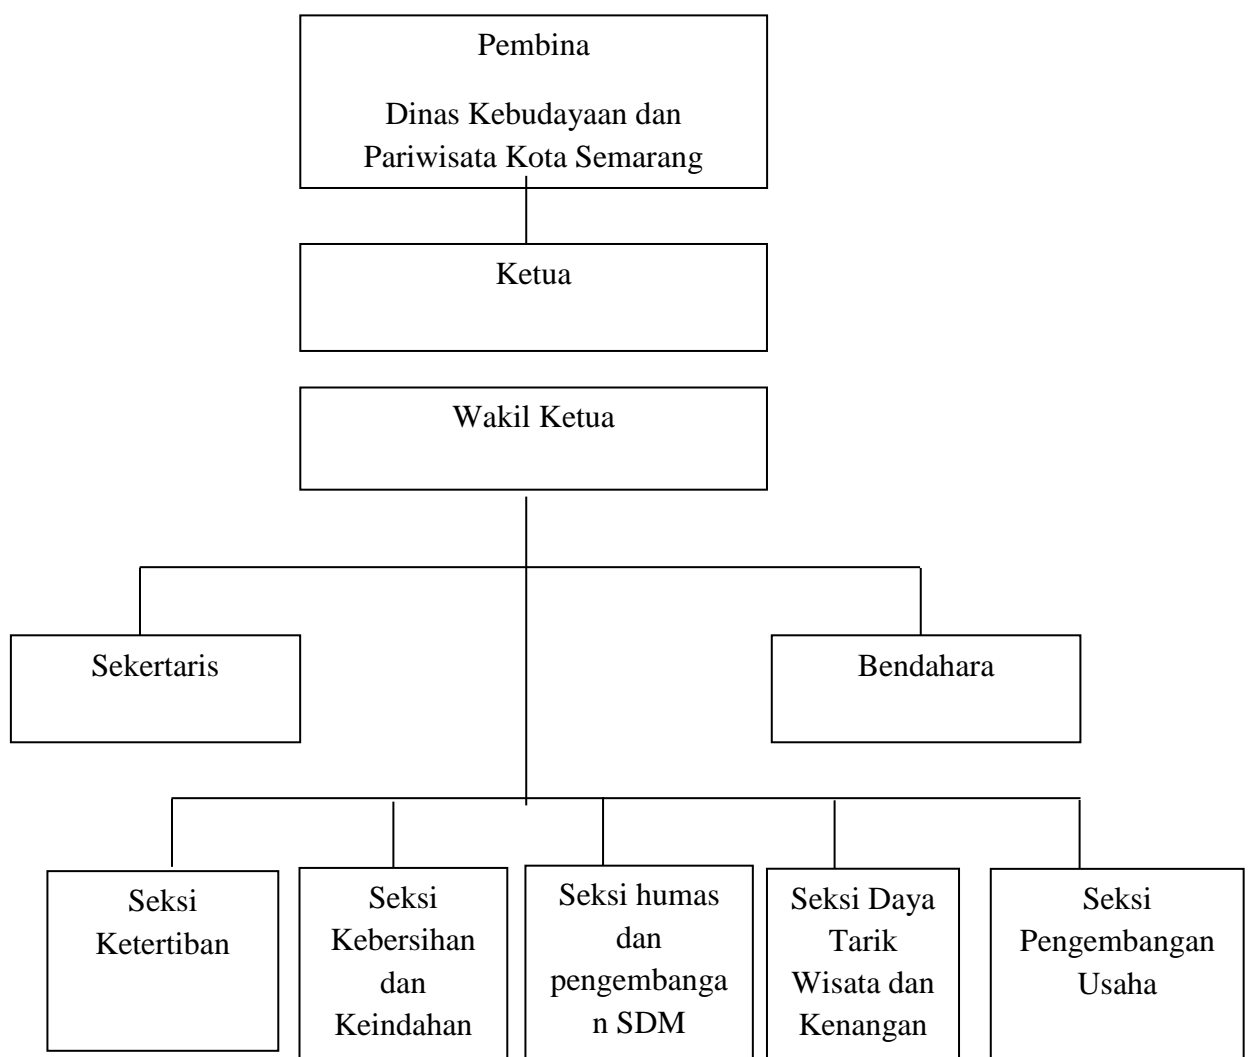 Pembina
Dinas Kebudayaan dan
Pariwisata Kota Semarang
Ketua
Wakil Ketua
Sekertaris
Bendahara
Seksi
Ketertiban
Seksi
Kebersihan
dan
Keindahan
Seksi humas
dan
pengembanga
n SDM
Seksi Daya
Tarik
Wisata dan
Kenangan
Seksi
Pengembangan
Usaha